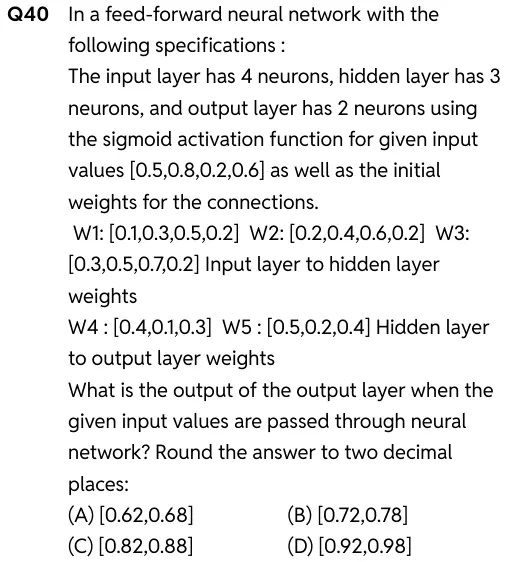 Q40 In a feed-forward neural network with the
following specifications :
The input layer has 4 neurons, hidden layer has 3
neurons, and output layer has 2 neurons using
the sigmoid activation function for given input
values [0.5,0.8,0.2,0.6] as well as the initial
weights for the connections.
W1: [0.1,0.3,0.5,0.2] W2: [0.2,0.4,0.6,0.2] W3:
[0.3,0.5,0.7,0.2] Input layer to hidden layer
weights
W4 : [0.4,0.1,0.3] W5 : [0.5,0.2,0.4] Hidden layer
to output layer weights
What is the output of the output layer when the
given input values are passed through neural
network? Round the answer to two decimal
places:
(A) [0.62,0.68] (B) [0.72,0.78]
(C) [0.82,0.88] (D) [0.92,0.98]